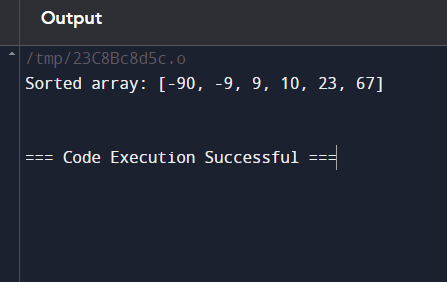 Output
/tmp/23C8Bc8d5c.o
Sorted array: [-90, -9, 9, 10, 23, 67]
=== Code Execution Successful ===